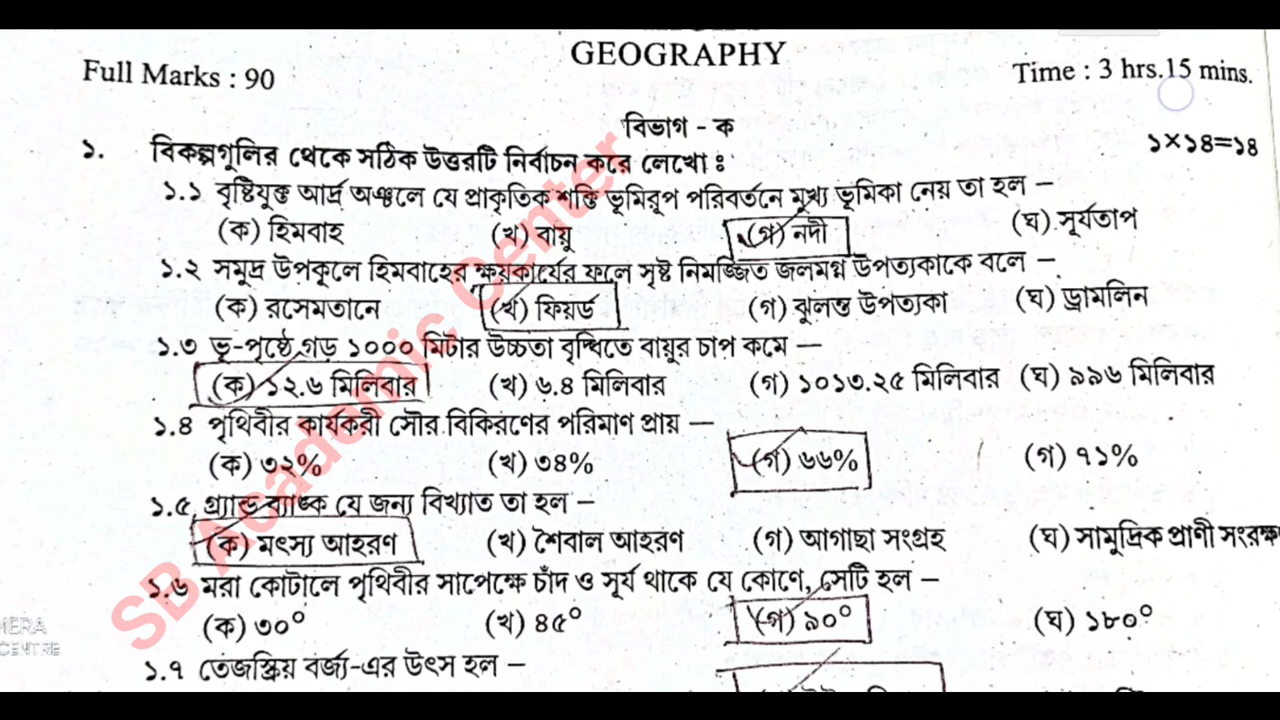 GEOGRAPHY
Full Marks : 90
Time : 3 hrs.15 mins.
বিভাগ - ক
১. বিকল্পগুলির থেকে সঠিক উত্তরটি নির্বাচন করে লেখো ঃ ১×১৪=১৪
১.১ বৃষ্টিযুক্ত আর্দ্র অঞ্চলে যে প্রাকৃতিক শক্তি ভূমিরূপ পরিবর্তনে মুখ্য ভূমিকা নেয় তা হল –
(ক) হিমবাহ (খ) বায়ু (গ) নদী (ঘ) সূর্যতাপ
১.২ সমুদ্র উপকূলে হিমবাহের ক্ষয়কার্যের ফলে সৃষ্ট নিমজ্জিত জলমগ্ন উপত্যকাকে বলে –
(ক) রসেমতানে (খ) ফিয়র্ড (গ) ঝুলন্ত উপত্যকা (ঘ) ড্রামলিন
১.৩ ভূ-পৃষ্ঠে গড় ১০০০ মিটার উচ্চতা বৃদ্ধিতে বায়ুর চাপ কমে –
(ক) ১২.৬ মিলিবার (খ) ৬.৪ মিলিবার (গ) ১০১৩.২৫ মিলিবার (ঘ) ৯৯৬ মিলিবার
১.৪ পৃথিবীর কার্যকরী সৌর বিকিরণের পরিমাণ প্রায় –
(ক) ৩২% (খ) ৩৪% (গ) ৬৬% (গ) ৭১%
১.৫ গ্র্যান্ড ব্যাঙ্ক যে জন্য বিখ্যাত তা হল –
(ক) মৎস্য আহরণ (খ) শৈবাল আহরণ (গ) আগাছা সংগ্রহ (ঘ) সামুদ্রিক প্রাণী সংরক্ষ
১.৬ মরা কোটালে পৃথিবীর সাপেক্ষে চাঁদ ও সূর্য থাকে যে কোণে, সেটি হল –
(ক) ৩০° (খ) ৪৫° (গ) ৯০° (ঘ) ১৮০°
১.৭ তেজস্ক্রিয় বর্জ্য-এর উৎস হল –
SB Academic Center
MERA
CENTRE